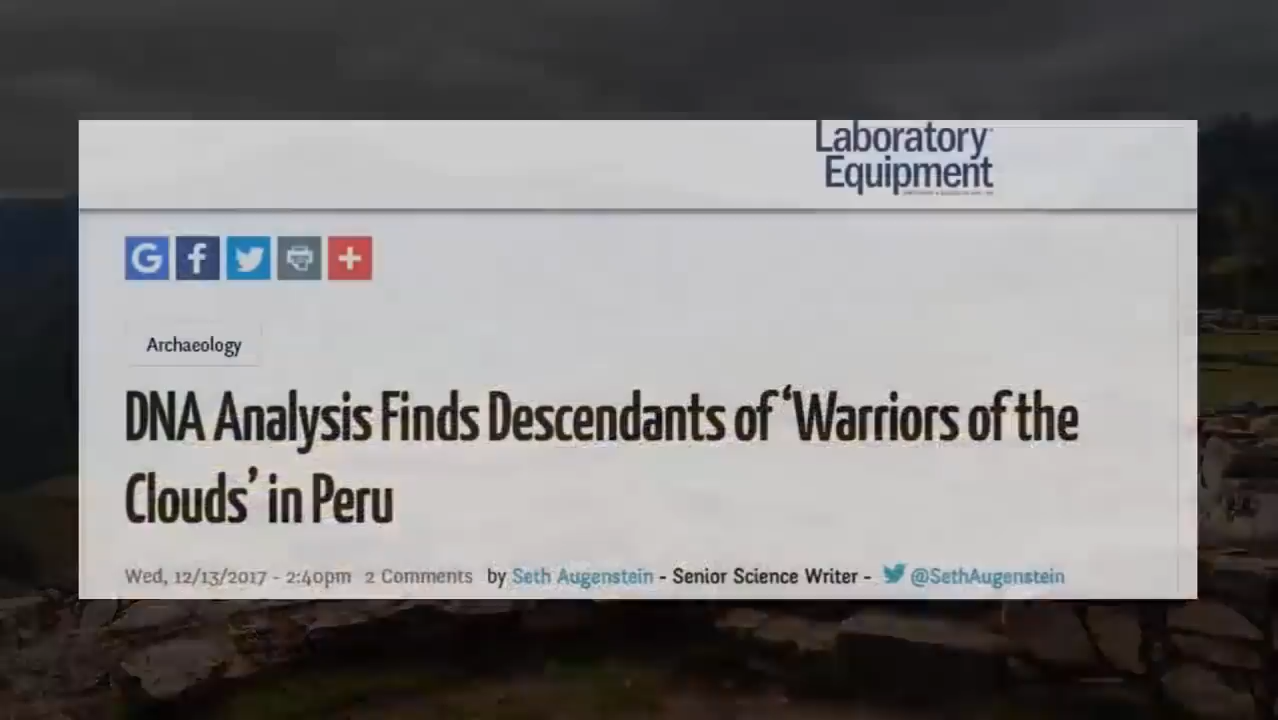 Laboratory
Equipment
Archaeology
DNA Analysis Finds Descendants of ‘Warriors of the
Clouds’ in Peru
Wed, 12/13/2017 - 2:40pm 2 Comments by Seth Augenstein - Senior Science Writer - @SethAugenstein